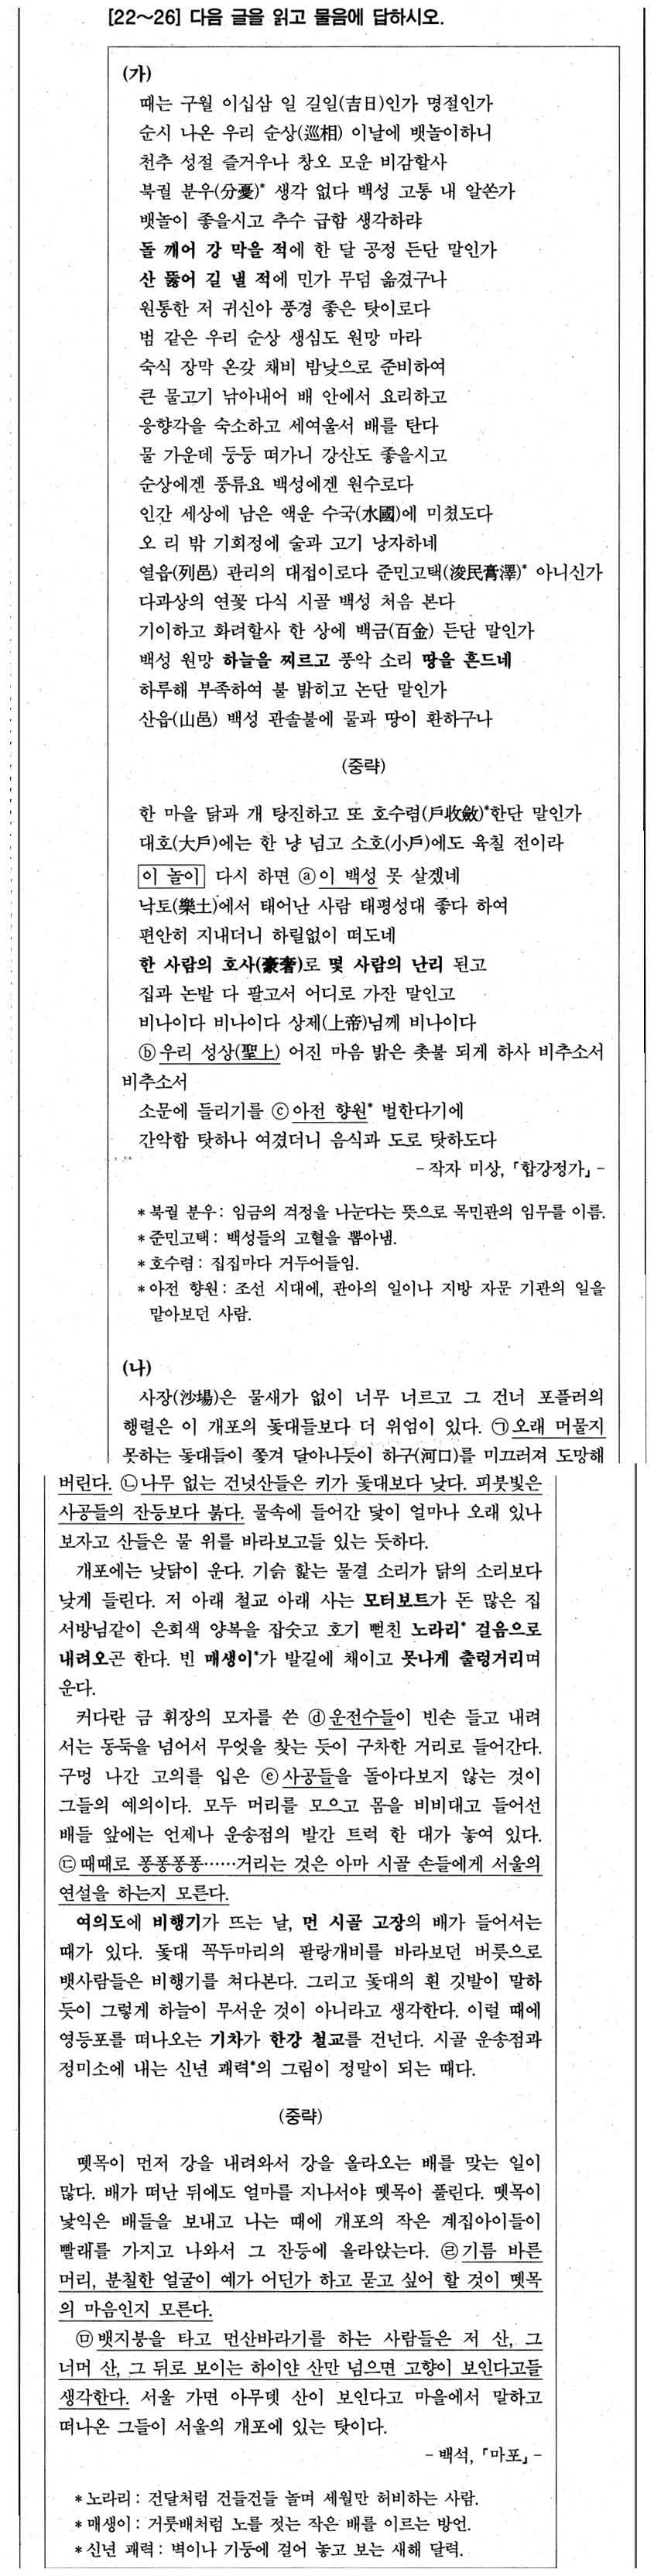 [22～26] 다음 글을 읽고 물음에 답하시오.
(가)
때는 구월 이십삼 일 길일(吉日)인가 명절인가
순시 나온 우리 순상(巡相) 이날에 뱃놀이하니
천추 성절 즐거우나 창오 모운 비감할사
북궐 분우(分憂)* 생각 없다 백성 고통 내 알쏜가
뱃놀이 좋을시고 추수 급함 생각하랴
돌 깨어 강 막을 적에 한 달 공정 든단 말인가
산 뚫어 길 낼 적에 민가 무덤 옮겼구나
원통한 저 귀신아 풍경 좋은 탓이로다
범 같은 우리 순상 생심도 원망 마라
숙식 장막 온갖 채비 밤낮으로 준비하여
큰 물고기 낚아내어 배 안에서 요리하고
응향각을 숙소하고 세여울서 배를 탄다
물 가운데 둥둥 떠가니 강산도 좋을시고
순상에겐 풍류요 백성에겐 원수로다
인간 세상에 남은 액운 수국(水國)에 미쳤도다
오 리 밖 기회정에 술과 고기 낭자하네
열읍(列邑) 관리의 대접이로다 준민고택(浚民膏澤)* 아니신가
다과상의 연꽃 다식 시골 백성 처음 본다
기이하고 화려할사 한 상에 백금(百金) 든단 말인가
백성 원망 하늘을 찌르고 풍악 소리 땅을 흔드네
하루해 부족하여 불 밝히고 논단 말인가
산읍(山邑) 백성 관솔불에 물과 땅이 환하구나
(중략)
한 마을 닭과 개 탕진하고 또 호수렴(戶收斂)*한단 말인가
대호(大戶)에는 한 냥 넘고 소호(小戶)에도 육칠 전이라
이 놀이 다시 하면 ⓐ이 백성 못 살겠네
낙토(樂土)에서 태어난 사람 태평성대 좋다 하여
편안히 지내더니 하릴없이 떠도네
한 사람의 호사(豪奢)로 몇 사람의 난리 된고
집과 논밭 다 팔고서 어디로 가잔 말인고
비나이다 비나이다 상제(上帝)님께 비나이다
ⓑ우리 성상(聖上) 어진 마음 밝은 촛불 되게 하사 비추소서
비추소서
소문에 들리기를 ⓒ아전 향원* 벌한다기에
간악함 탓하나 여겼더니 음식과 도로 탓하도다
- 작자 미상, 「합강정가」 -
* 북궐 분우 : 임금의 걱정을 나눈다는 뜻으로 목민관의 임무를 이름.
* 준민고택 : 백성들의 고혈을 뽑아냄.
* 호수렴 : 집집마다 거두어들임.
* 아전 향원 : 조선 시대에, 관아의 일이나 지방 자문 기관의 일을
맡아보던 사람.
(나)
사장(沙場)은 물새가 없이 너무 너르고 그 건너 포플러의
행렬은 이 개포의 돛대들보다 더 위엄이 있다. ㉠오래 머물지
못하는 돛대들이 쫓겨 달아나듯이 하구(河口)를 미끄러져 도망해
버린다. ㉡나무 없는 건넛산들은 키가 돛대보다 낮다. 피붓빛은
사공들의 잔등보다 붉다. 물속에 들어간 닻이 얼마나 오래 있나
보자고 산들은 물 위를 바라보고들 있는 듯하다.
개포에는 낮닭이 운다. 기슭 핥는 물결 소리가 닭의 소리보다
낮게 들린다. 저 아래 철교 아래 사는 모터보트가 돈 많은 집
서방님같이 은회색 양복을 잡숫고 호기 뻗친 노라리* 걸음으로
내려오곤 한다. 빈 매생이*가 발길에 채이고 못나게 출렁거리며
운다.
커다란 금 휘장의 모자를 쓴 ⓓ운전수들이 빈손 들고 내려
서는 동둑을 넘어서 무엇을 찾는 듯이 구차한 거리로 들어간다.
구멍 나간 고의를 입은 ⓔ사공들을 돌아다보지 않는 것이
그들의 예의이다. 모두 머리를 모으고 몸을 비비대고 들어선
배들 앞에는 언제나 운송점의 빨간 트럭 한 대가 놓여 있다.
㉢때때로 퐁퐁퐁퐁……거리는 것은 아마 시골 손들에게 서울의
연설을 하는지 모른다.
여의도에 비행기가 뜨는 날, 먼 시골 고장의 배가 들어서는
때가 있다. 돛대 꼭두마리의 팔랑개비를 바라보던 버릇으로
뱃사람들은 비행기를 쳐다본다. 그리고 돛대의 흰 깃발이 말하
듯이 그렇게 하늘이 무서운 것이 아니라고 생각한다. 이럴 때에
영등포를 떠나오는 기차가 한강 철교를 건넌다. 시골 운송점과
정미소에 내는 신년 괘력*의 그림이 정말이 되는 때다.
(중략)
뗏목이 먼저 강을 내려와서 강을 올라오는 배를 맞는 일이
많다. 배가 떠난 뒤에도 얼마를 지나서야 뗏목이 풀린다. 뗏목이
낯익은 배들을 보내고 나는 때에 개포의 작은 계집아이들이
빨래를 가지고 나와서 그 잔등에 올라앉는다. ㉣기름 바른
머리, 분칠한 얼굴이 예가 어딘가 하고 묻고 싶어 할 것이 뗏목
의 마음인지 모른다.
㉤뱃지붕을 타고 먼산바라기를 하는 사람들은 저 산, 그
너머 산, 그 뒤로 보이는 하이얀 산만 넘으면 고향이 보인다고들
생각한다. 서울 가면 아무뎃 산이 보인다고 마을에서 말하고
떠나온 그들이 서울의 개포에 있는 탓이다.
- 백석, 「마포」 -
* 노라리 : 건달처럼 건들건들 놀며 세월만 허비하는 사람.
* 매생이 : 거룻배처럼 노를 젓는 작은 배를 이르는 방언.
* 신년 괘력 : 벽이나 기둥에 걸어 놓고 보는 새해 달력.